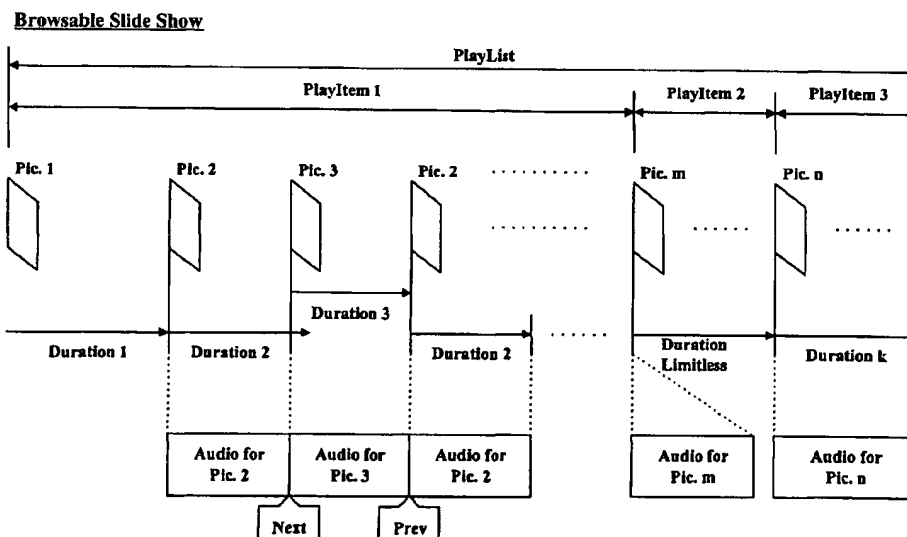 Browsable Slide Show
PlayList
PlayItem 1
PlayItem 2
PlayItem 3
Pic. 1
Pic. 2
Pic. 3
Pic. 2
Pic. m
Pic. n
Duration 3
Duration 1
Duration 2
Duration 2
Duration
Limitless
Duration k
Audio for
Pic. 2
Audio for
Pic. 3
Audio for
Pic. 2
Audio for
Pic. m
Audio for
Pic. n
Next
Prev